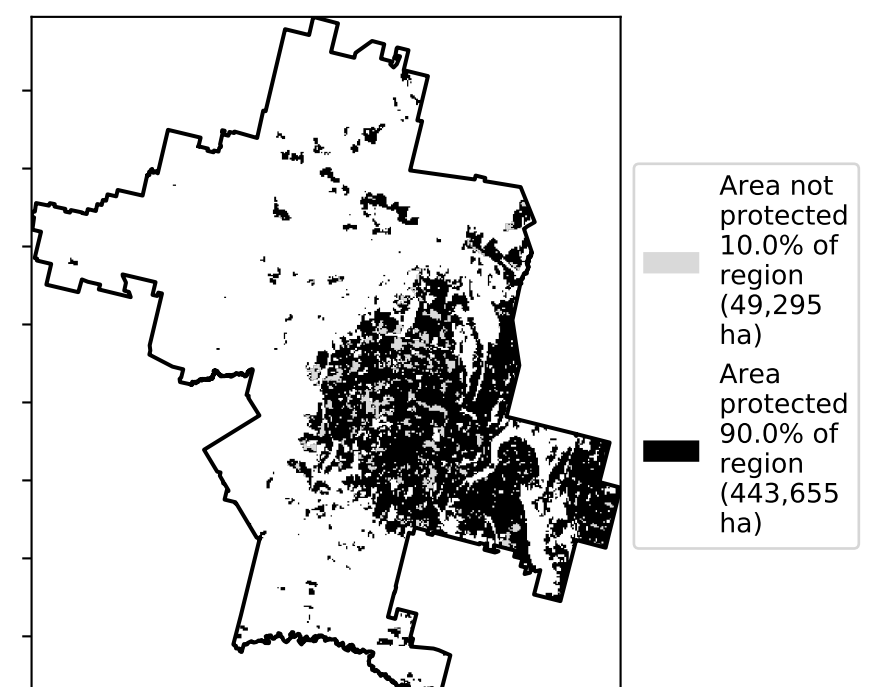 Area not
protected
10.0% of
region
(49,295
ha)
Area
protected
90.0% of
region
(443,655
ha)